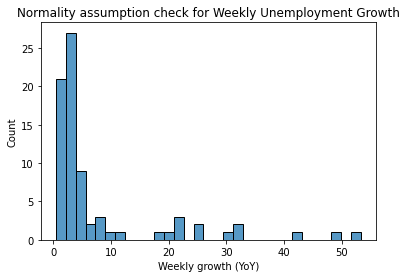 Normality assumption check for Weekly Unemployment Growth
25
20
15
10
5
0
Count
0 10 20 30 40 50
Weekly growth (YoY)